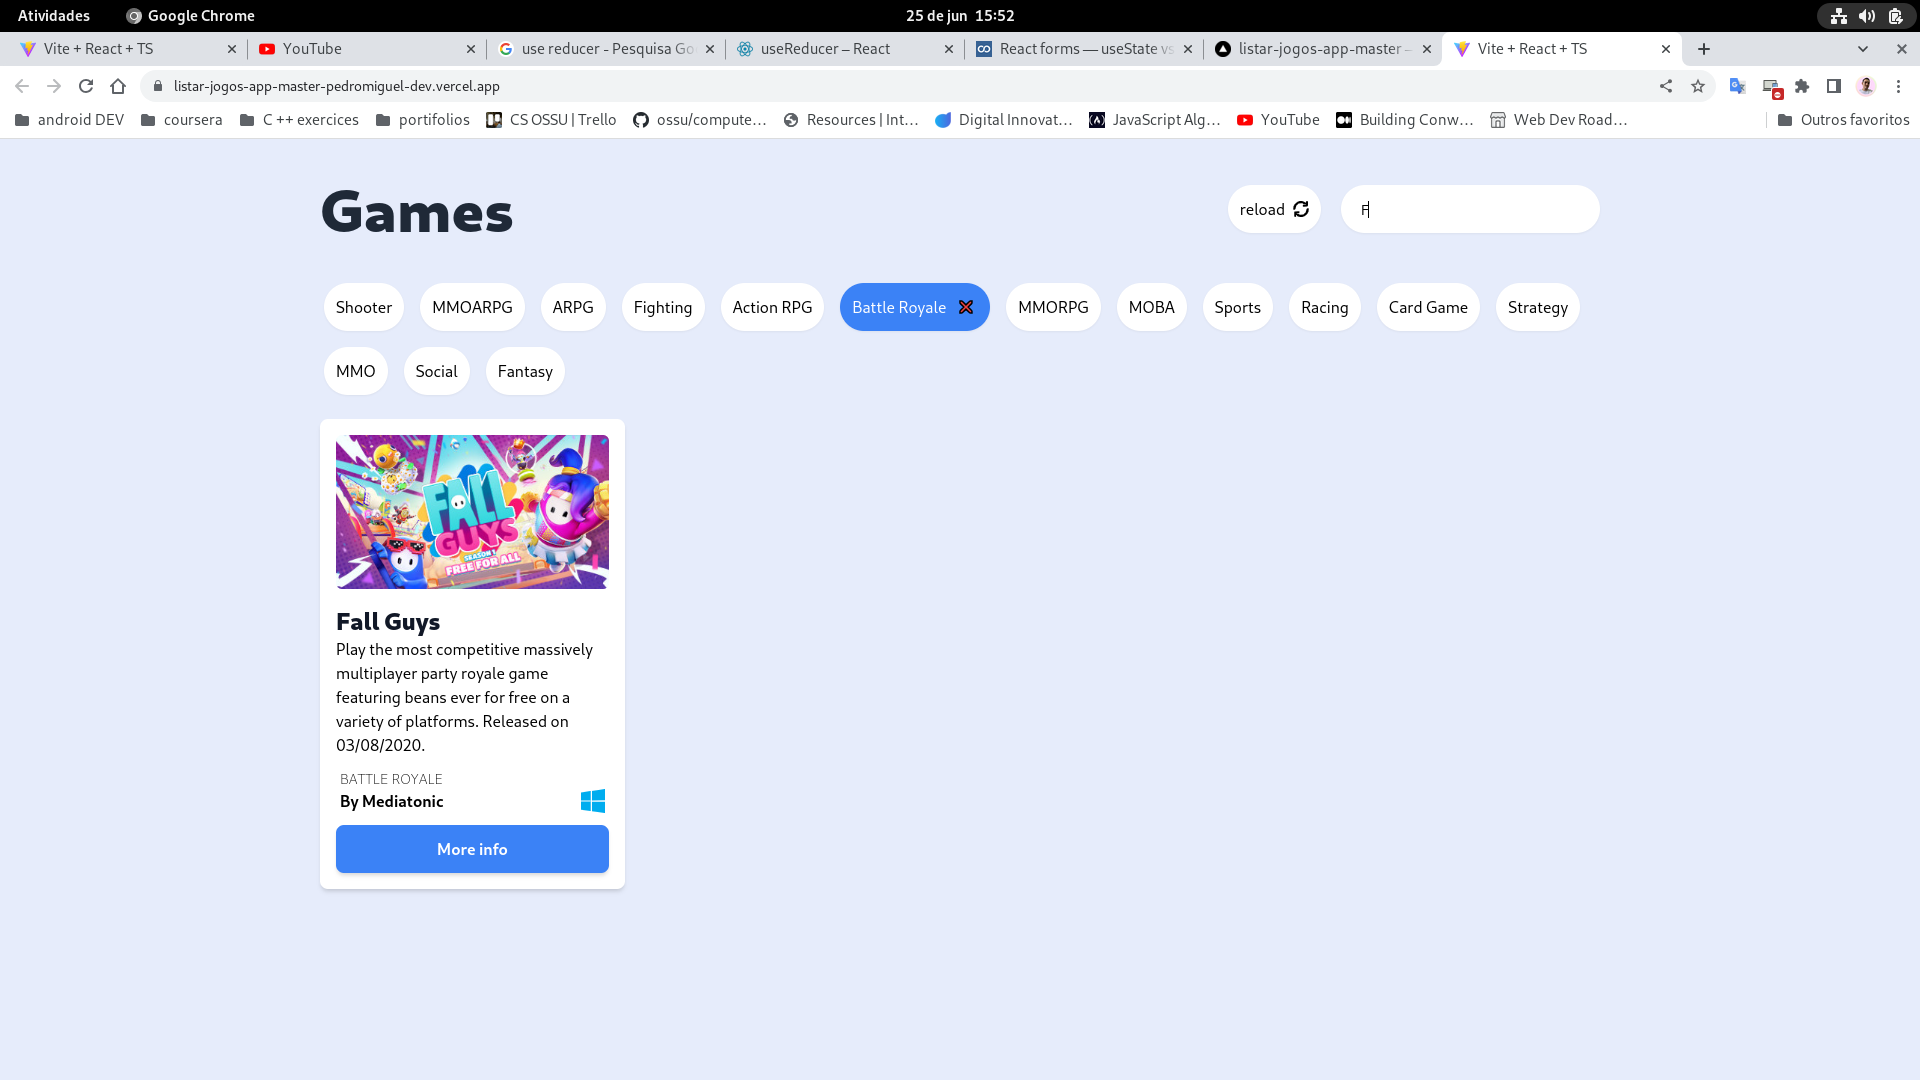 Atividades Google Chrome 25 de jun 15:52
Vite + React + TS YouTube use reducer - Pesquisa Go useReducer – React React forms — useState vs listar-jogos-app-master – Vite + React + TS
listar-jogos-app-master-pedromiguel-dev.vercel.app
android DEV coursera C ++ exercices portifolios CS OSSU | Trello ossu/compute… Resources | Int… Digital Innovat… JavaScript Alg… YouTube Building Conw… Web Dev Road… Outros favoritos
Games reload F
Shooter MMOARPG ARPG Fighting Action RPG Battle Royale MMORPG MOBA Sports Racing Card Game Strategy
MMO Social Fantasy
FALL
GUYS
SEASON 1
FREE FOR ALL
Fall Guys
Play the most competitive massively
multiplayer party royale game
featuring beans ever for free on a
variety of platforms. Released on
03/08/2020.
BATTLE ROYALE
By Mediatonic
More info